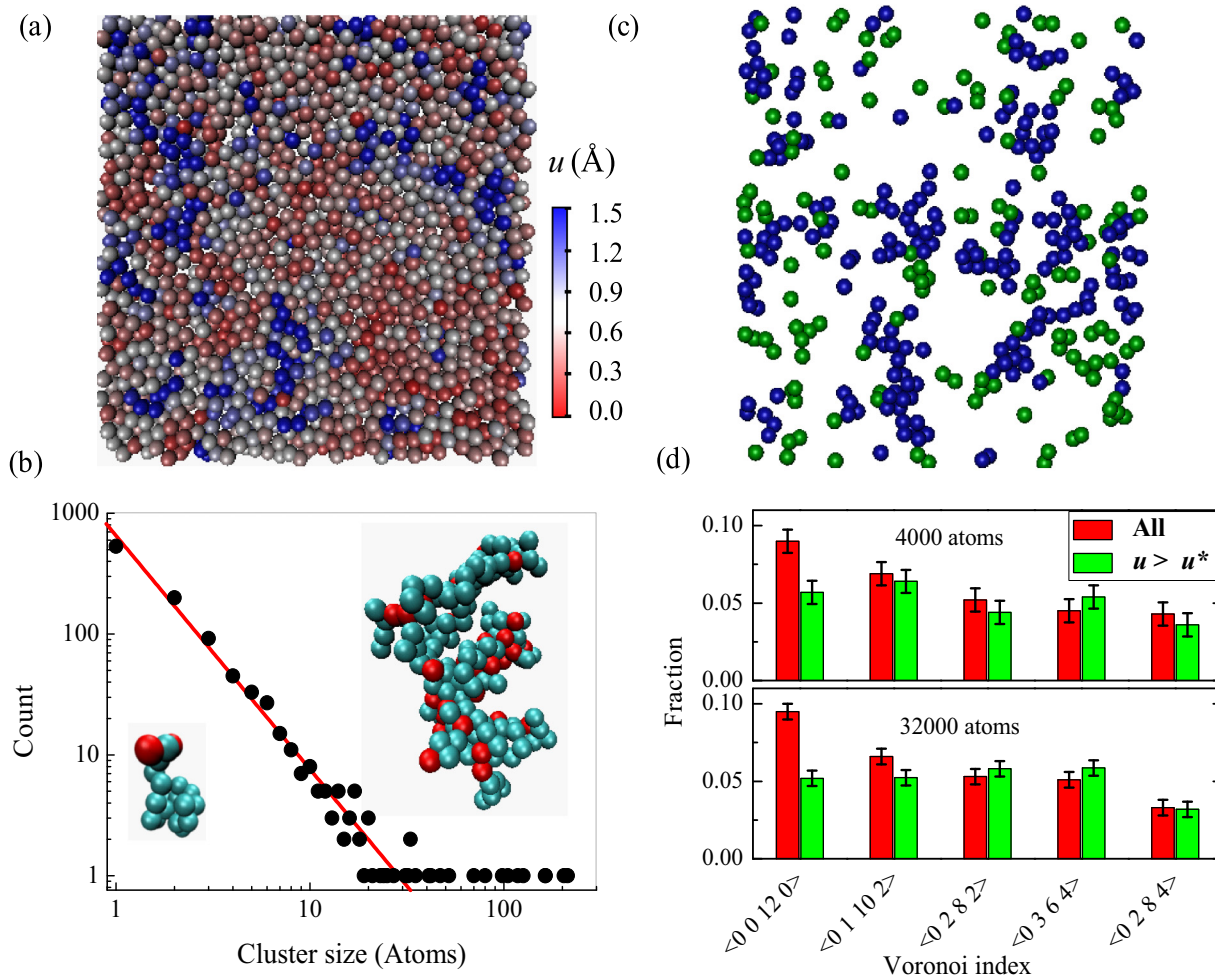 (a)
u (Å)
1.5
1.2
0.9
0.6
0.3
0.0
(b)
1000
100
10
1
Count
1
10
100
Cluster size (Atoms)
(c)
(d)
0.10
0.05
0.00
4000 atoms
All
u > u*
0.10
0.05
0.00
32000 atoms
Fraction
<0 0 12 0>
<0 1 10 2>
<0 2 8 2>
<0 3 6 4>
<0 2 8 4>
Voronoi index